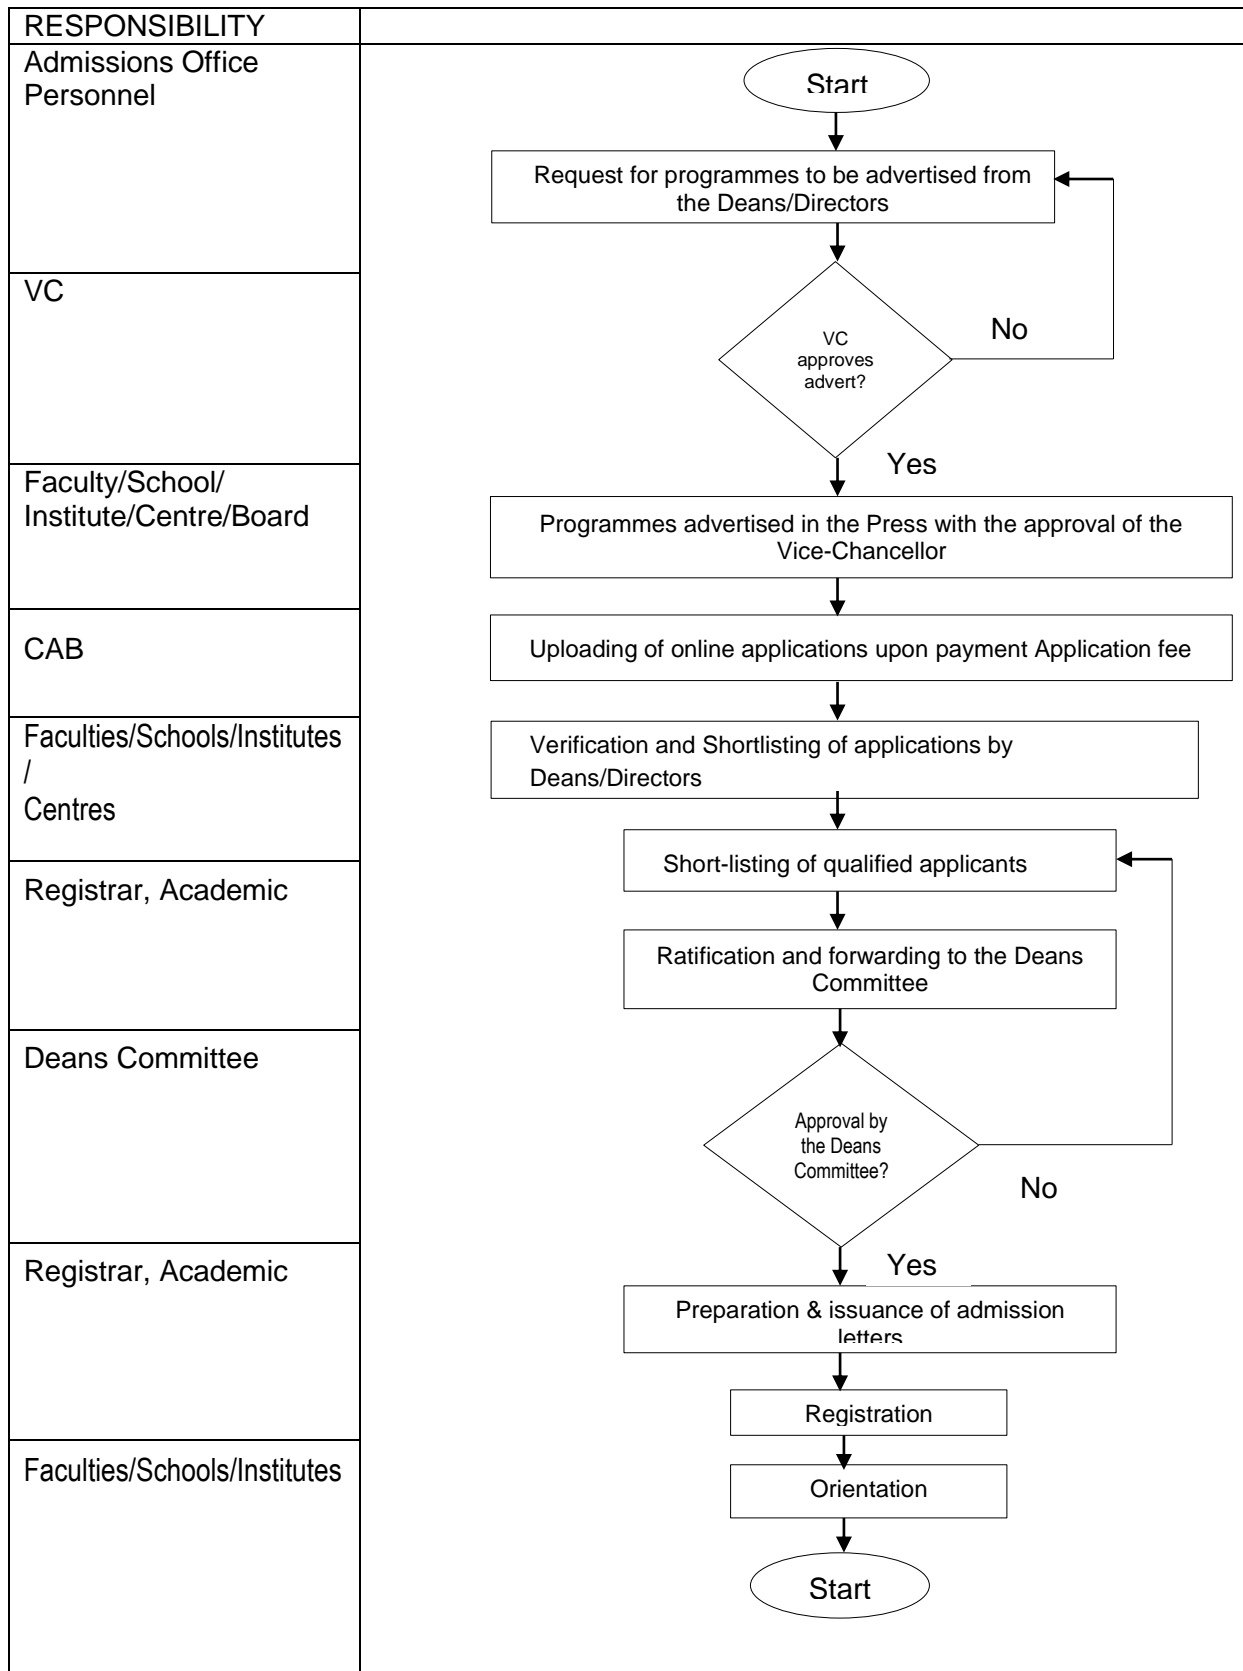 RESPONSIBILITY
Admissions Office
Personnel
Start
Request for programmes to be advertised from
the Deans/Directors
VC
No
VC
approves
advert?
Yes
Faculty/School/
Institute/Centre/Board
Programmes advertised in the Press with the approval of the
Vice-Chancellor
CAB
Uploading of online applications upon payment Application fee
Faculties/Schools/Institutes
/
Centres
Verification and Shortlisting of applications by
Deans/Directors
Short-listing of qualified applicants
Registrar, Academic
Ratification and forwarding to the Deans
Committee
Deans Committee
Approval by
the Deans
Committee?
No
Yes
Registrar, Academic
Preparation & issuance of admission
letters
Registration
Faculties/Schools/Institutes
Orientation
Start